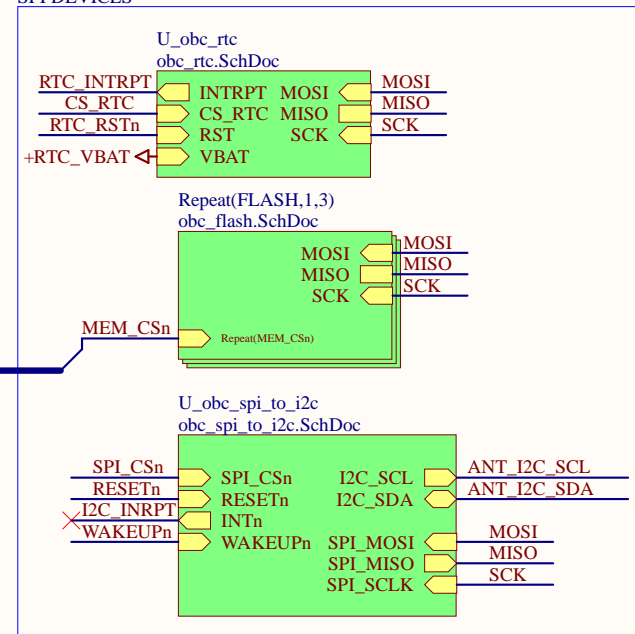 SPI DEVICES
U_obc_rtc
obc_rtc.SchDoc
RTC_INTRPT INTRPT MOSI MOSI
CS_RTC CS_RTC MISO MISO
RTC_RSTn RST SCK SCK
+RTC_VBAT VBAT
Repeat(FLASH,1,3)
obc_flash.SchDoc
MOSI MOSI
MISO MISO
SCK SCK
MEM_CSn Repeat(MEM_CSn)
U_obc_spi_to_i2c
obc_spi_to_i2c.SchDoc
SPI_CSn SPI_CSn I2C_SCL ANT_I2C_SCL
RESETn RESETn I2C_SDA ANT_I2C_SDA
I2C_INRPT INTn
WAKEUPn WAKEUPn SPI_MOSI MOSI
SPI_MISO MISO
SPI_SCLK SCK